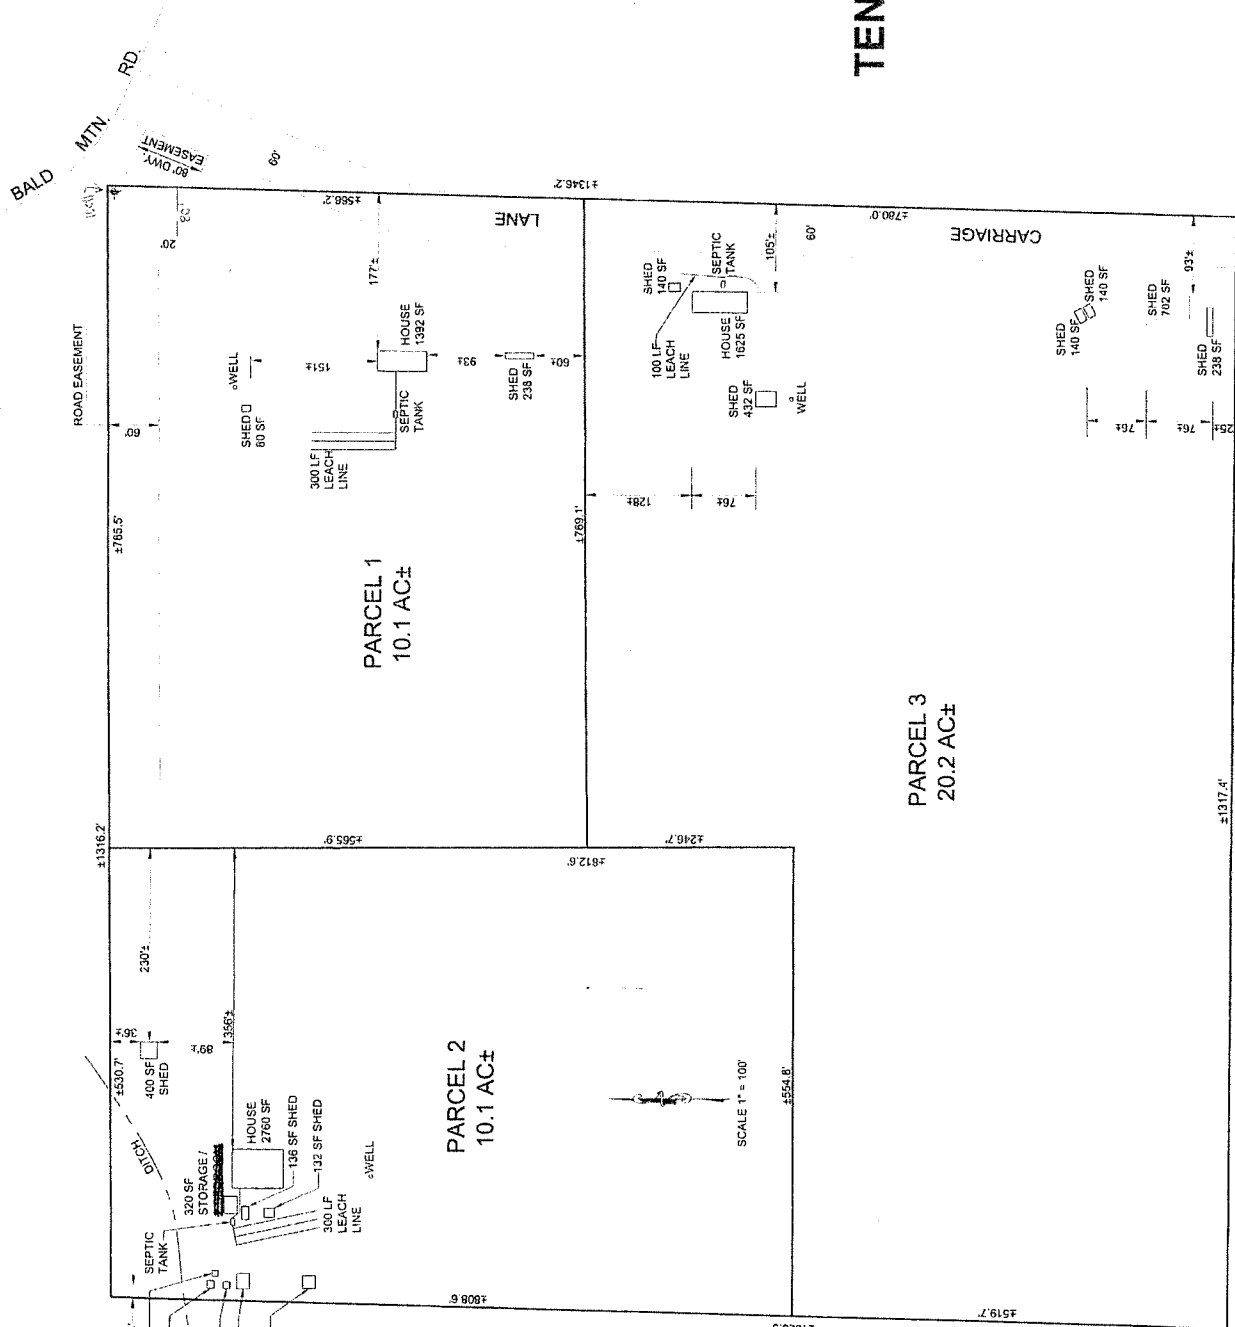 TEN
BALD
MTN.
RD.
80' DWY.
EASEMENT
60'
±1346.2'
±566.2'
LANE
20'
ROAD EASEMENT
60'
177'±
HOUSE
1392 SF
WELL
SHED
60 SF
151±
93±
SHED
238 SF
60±
SEPTIC
TANK
300 LF
LEACH
LINE
±765.5'
PARCEL 1
10.1 AC±
±769.1'
±780.0'
CARRIAGE
60'
105'±
SHED
140 SF
SEPTIC
TANK
100 LF
LEACH
LINE
HOUSE
1625 SF
SHED
432 SF
WELL
128±
76±
SHED
140 SF
SHED
140 SF
SHED
702 SF
93'±
SHED
238 SF
76±
76±
25±
PARCEL 3
20.2 AC±
±1317.4'
±1316.2'
±565.9'
±812.6'
±246.7'
230'±
36'±
±530.7'
400 SF
SHED
89'±
356'±
DITCH
320 SF
STORAGE /
HOUSE
2760 SF
136 SF SHED
132 SF SHED
SEPTIC
TANK
300 LF
LEACH
LINE
WELL
PARCEL 2
10.1 AC±
SCALE 1" = 100'
±554.8'
±808.6'
±519.7'